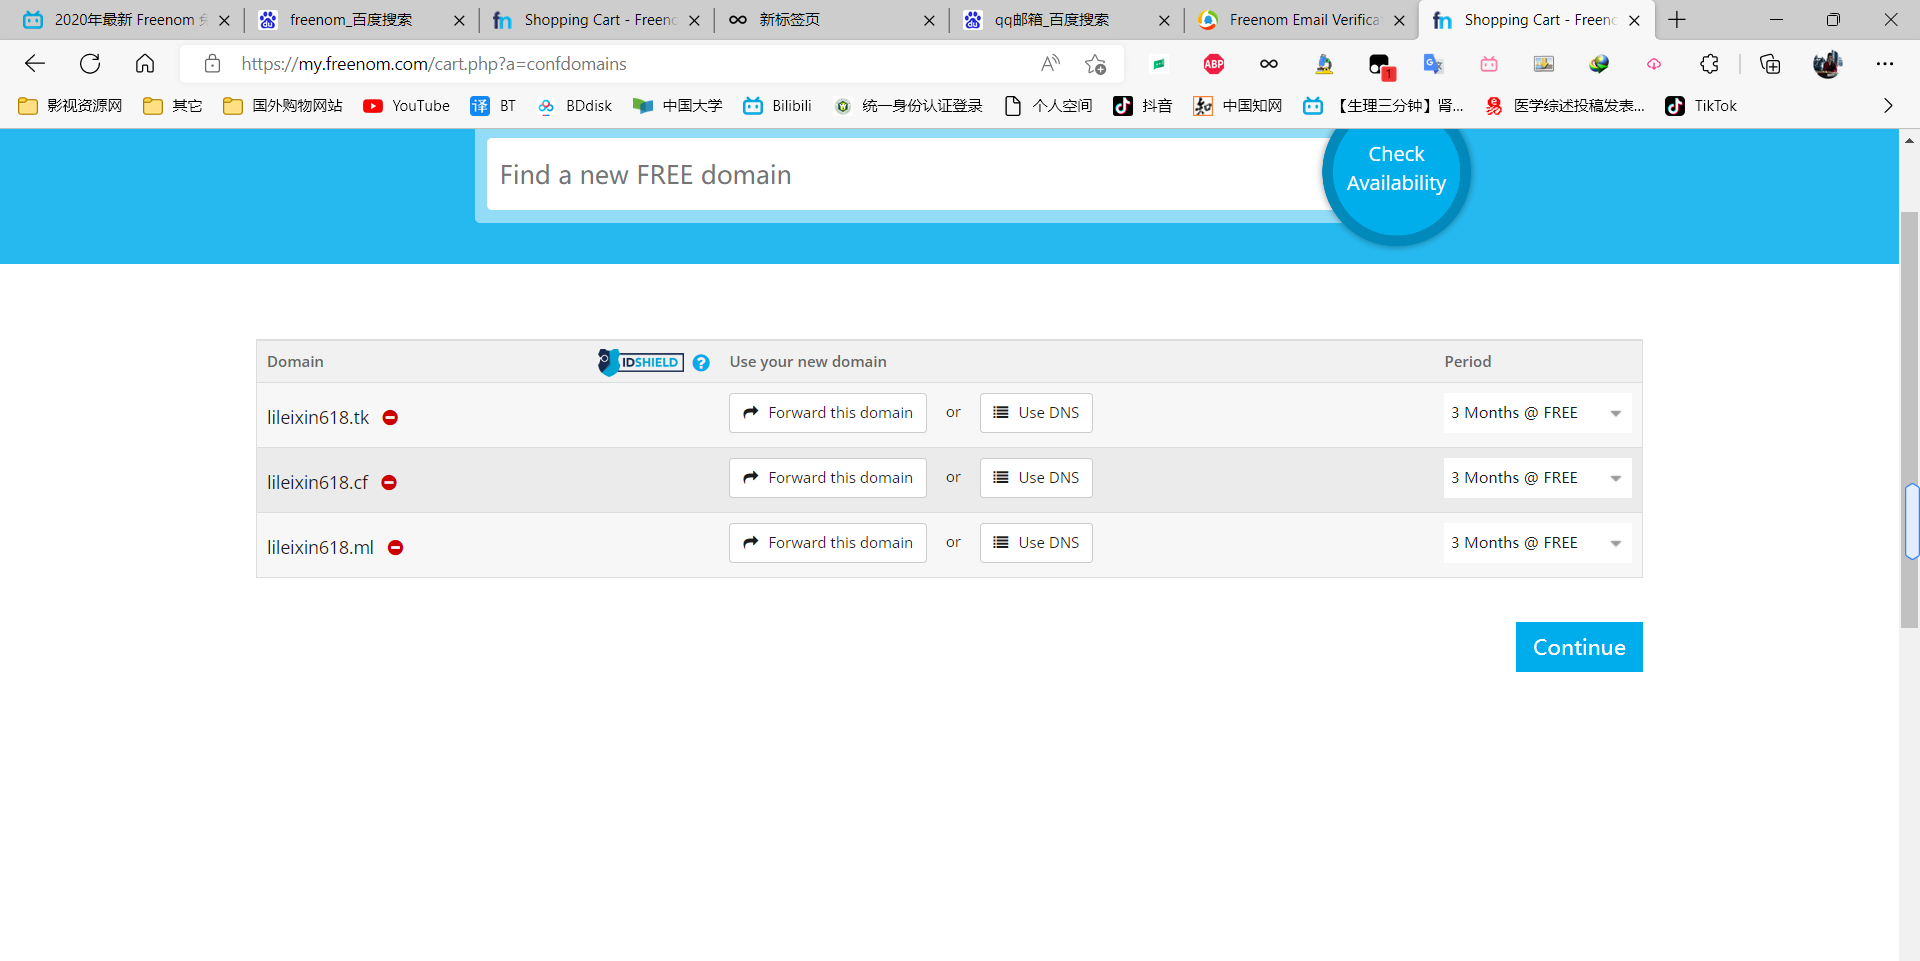 2020年最新 Freenom 免
freenom_百度搜索
Shopping Cart - Freenom
新标签页
qq邮箱_百度搜索
Freenom Email Verifica
Shopping Cart - Freenom
https://my.freenom.com/cart.php?a=confdomains
ABP
1
影视资源网
其它
国外购物网站
YouTube
译 BT
BDdisk
中国大学
Bilibili
统一身份认证登录
个人空间
抖音
知 中国知网
【生理三分钟】肾...
医学综述投稿发表...
TikTok
Find a new FREE domain
Check
Availability
Domain IDSHIELD ? Use your new domain Period
lileixin618.tk Forward this domain or Use DNS 3 Months @ FREE
lileixin618.cf Forward this domain or Use DNS 3 Months @ FREE
lileixin618.ml Forward this domain or Use DNS 3 Months @ FREE
Continue